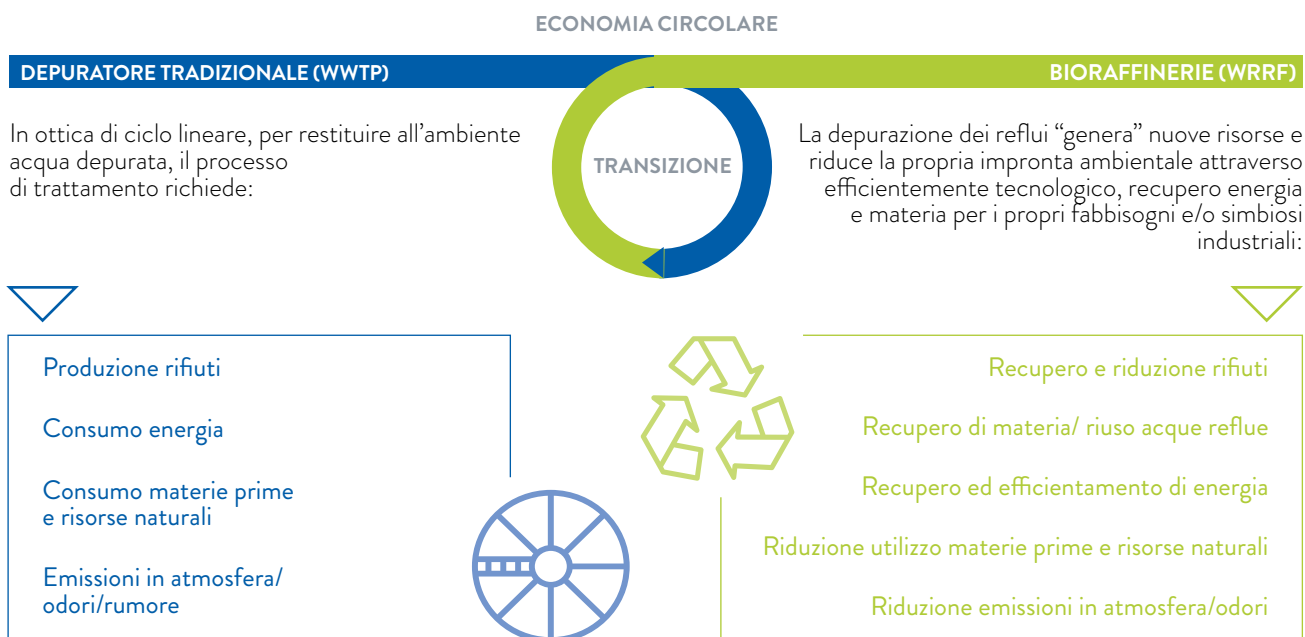 ECONOMIA CIRCOLARE
DEPURATORE TRADIZIONALE (WWTP)
BIORAFFINERIE (WRRF)
In ottica di ciclo lineare, per restituire all’ambiente
acqua depurata, il processo
di trattamento richiede:
TRANSIZIONE
La depurazione dei reflui “genera” nuove risorse e
riduce la propria impronta ambientale attraverso
efficientemente tecnologico, recupero energia
e materia per i propri fabbisogni e/o simbiosi
industriali:
Produzione rifiuti
Consumo energia
Consumo materie prime
e risorse naturali
Emissioni in atmosfera/
odori/rumore
Recupero e riduzione rifiuti
Recupero di materia/ riuso acque reflue
Recupero ed efficientamento di energia
Riduzione utilizzo materie prime e risorse naturali
Riduzione emissioni in atmosfera/odori